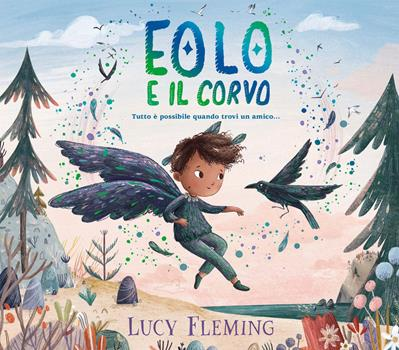 EOLO
E IL CORVO
Tutto è possibile quando trovi un amico...
LUCY FLEMING